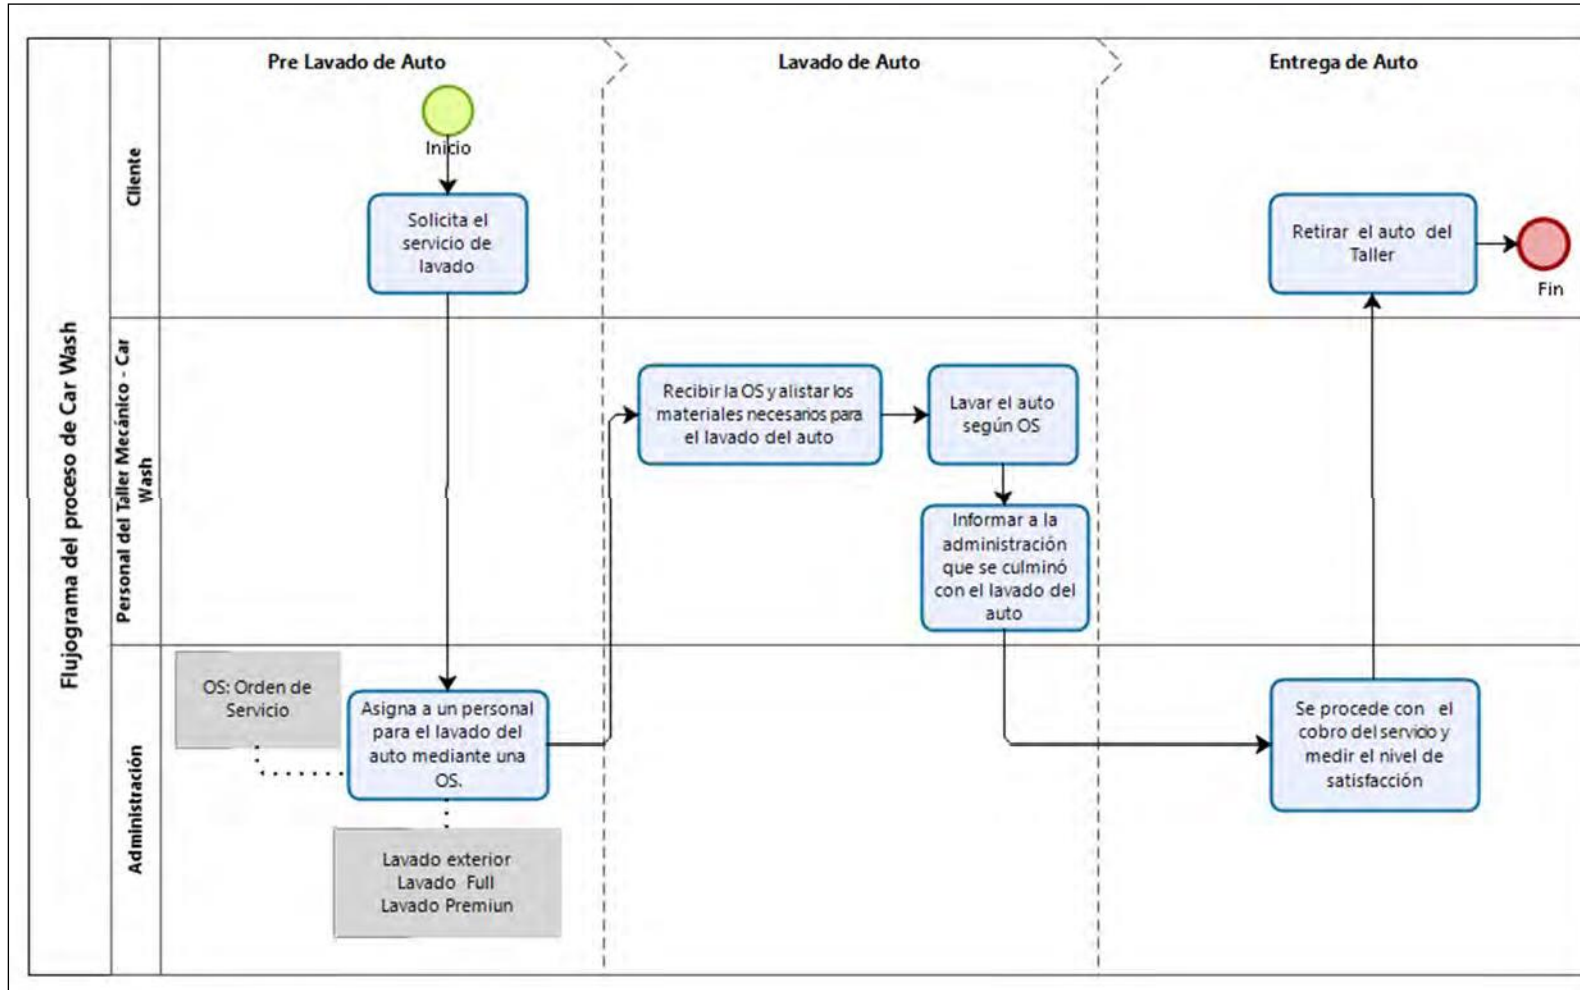 Flujograma del proceso de Car Wash
Pre Lavado de Auto
Lavado de Auto
Entrega de Auto
Cliente
Inicio
Solicita el
servicio de
lavado
Retirar el auto del
Taller
Fin
Personal del Taller Mecánico - Car
Wash
Recibir la OS y alistar los
materiales necesarios para
el lavado del auto
Lavar el auto
según OS
Informar a la
administración
que se culminó
con el lavado del
auto
Administración
OS: Orden de
Servicio
Asigna a un personal
para el lavado del
auto mediante una
OS.
Lavado exterior
Lavado Full
Lavado Premiun
Se procede con el
cobro del servicio y
medir el nivel de
satisfacción